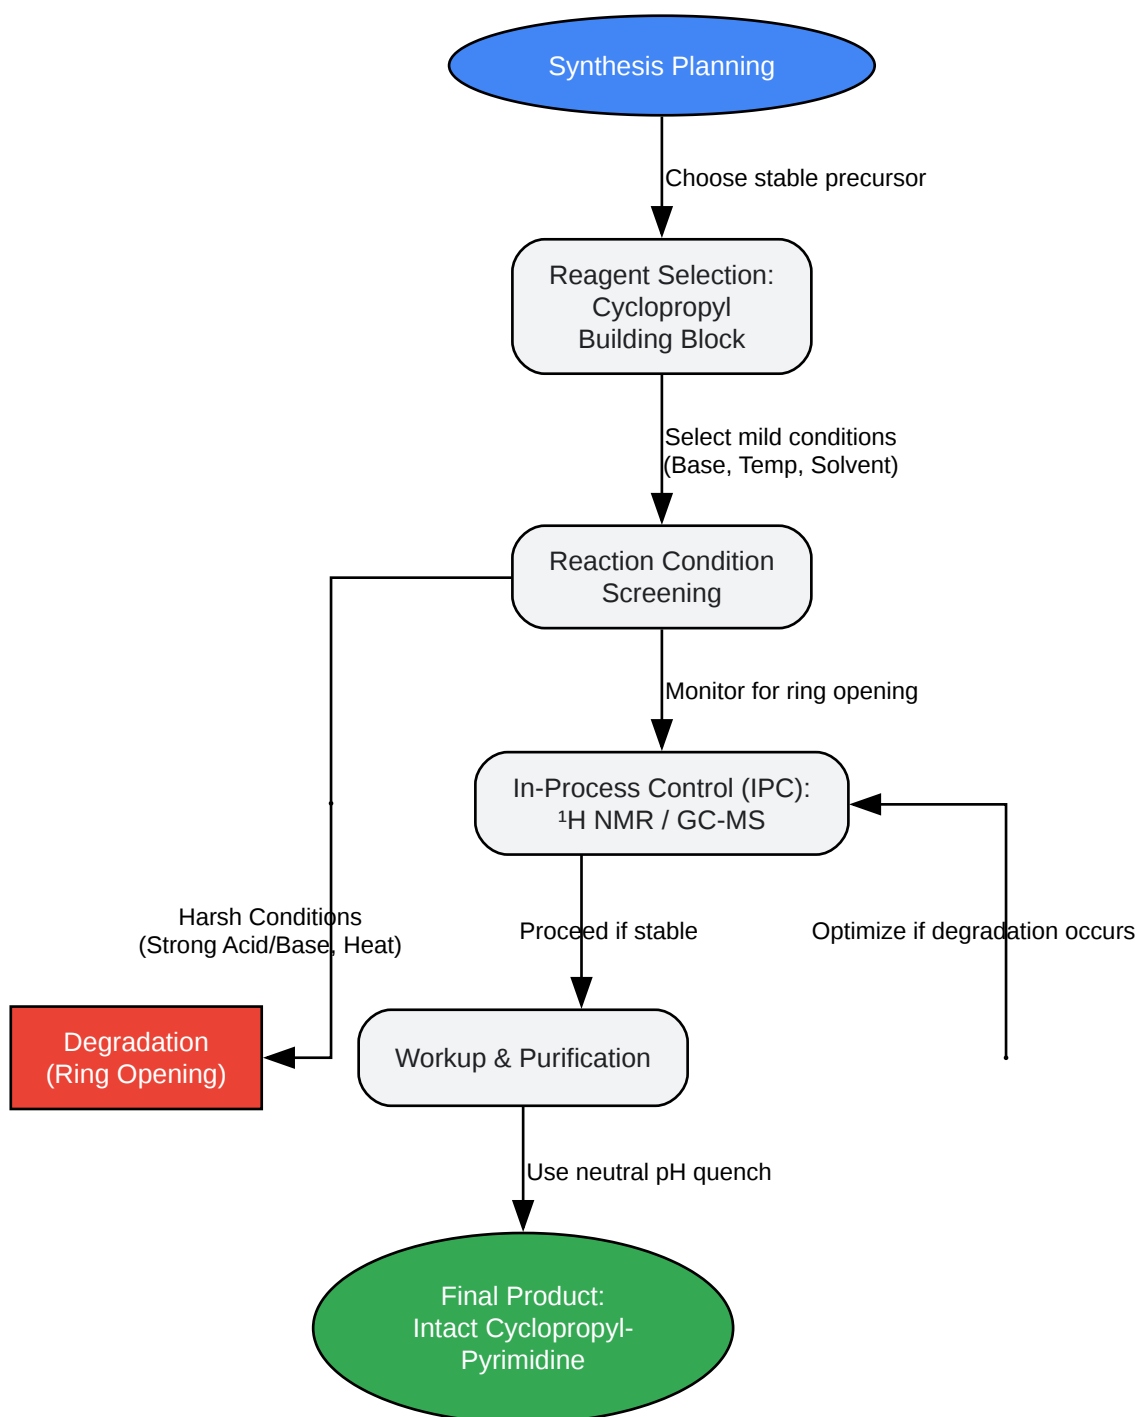 Synthesis Planning
Choose stable precursor
Reagent Selection:
Cyclopropyl
Building Block
Select mild conditions
(Base, Temp, Solvent)
Reaction Condition
Screening
Monitor for ring opening
In-Process Control (IPC):
¹H NMR / GC-MS
Harsh Conditions
(Strong Acid/Base, Heat)
Proceed if stable
Optimize if degradation occurs
Degradation
(Ring Opening)
Workup & Purification
Use neutral pH quench
Final Product:
Intact Cyclopropyl-
Pyrimidine